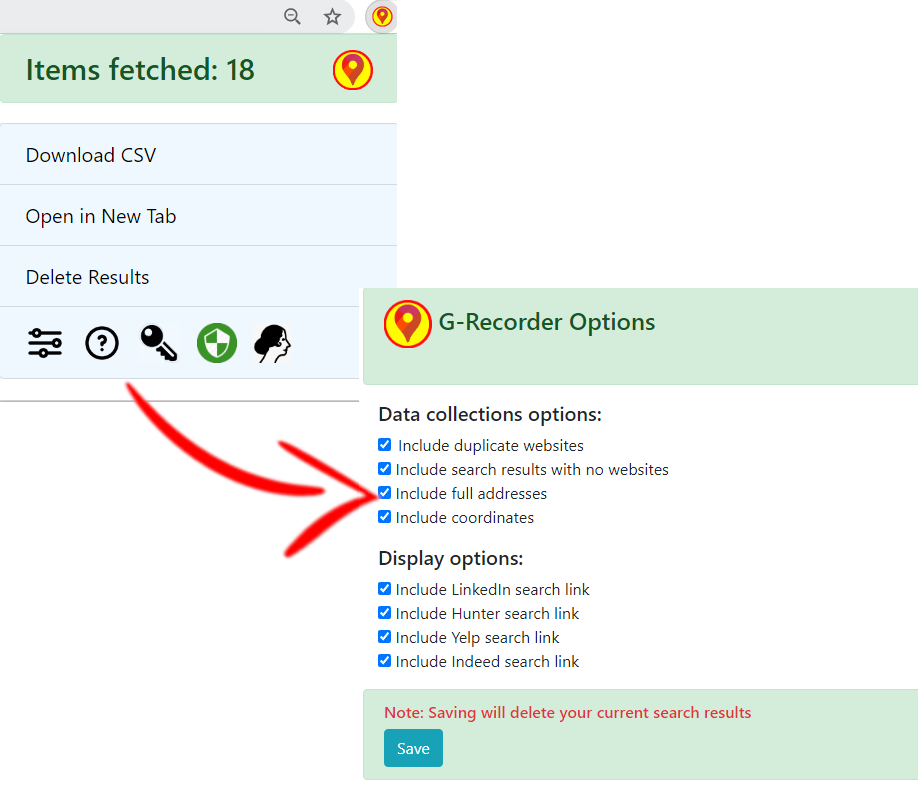 Items fetched: 18
Download CSV
Open in New Tab
Delete Results
G-Recorder Options
Data collections options:
Include duplicate websites
Include search results with no websites
Include full addresses
Include coordinates
Display options:
Include LinkedIn search link
Include Hunter search link
Include Yelp search link
Include Indeed search link
Note: Saving will delete your current search results
Save